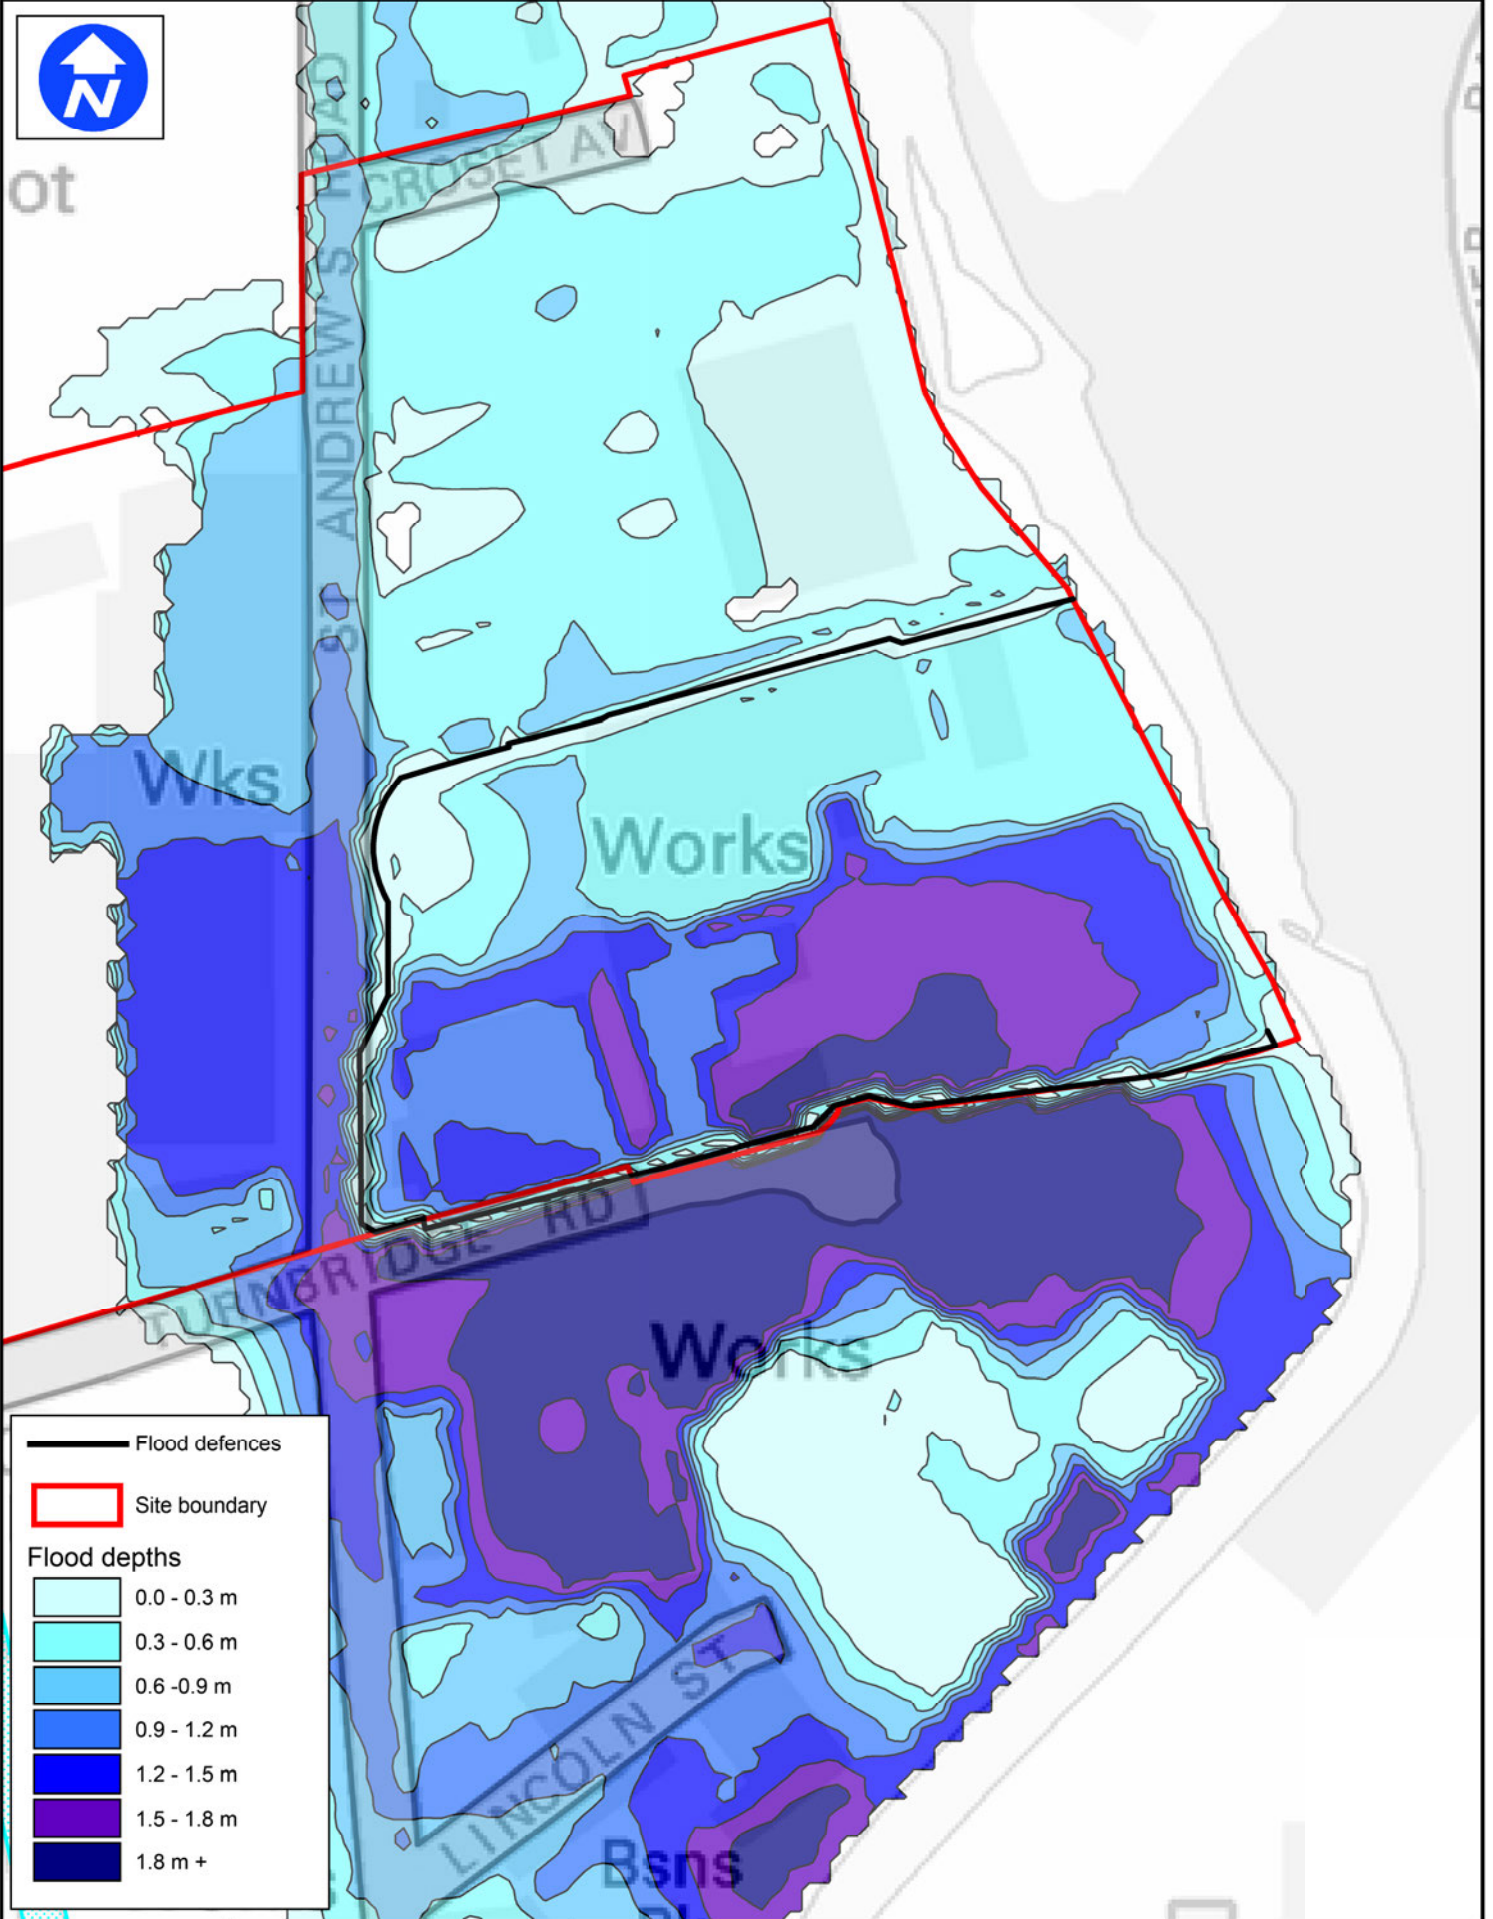 N
ot
CROSET AV
ST ANDREW'S ROAD
Wks
Works
TURNBRIDGE RD
Works
LINCOLN ST
Bsns
Flood defences
Site boundary
Flood depths
0.0 - 0.3 m
0.3 - 0.6 m
0.6 -0.9 m
0.9 - 1.2 m
1.2 - 1.5 m
1.5 - 1.8 m
1.8 m +